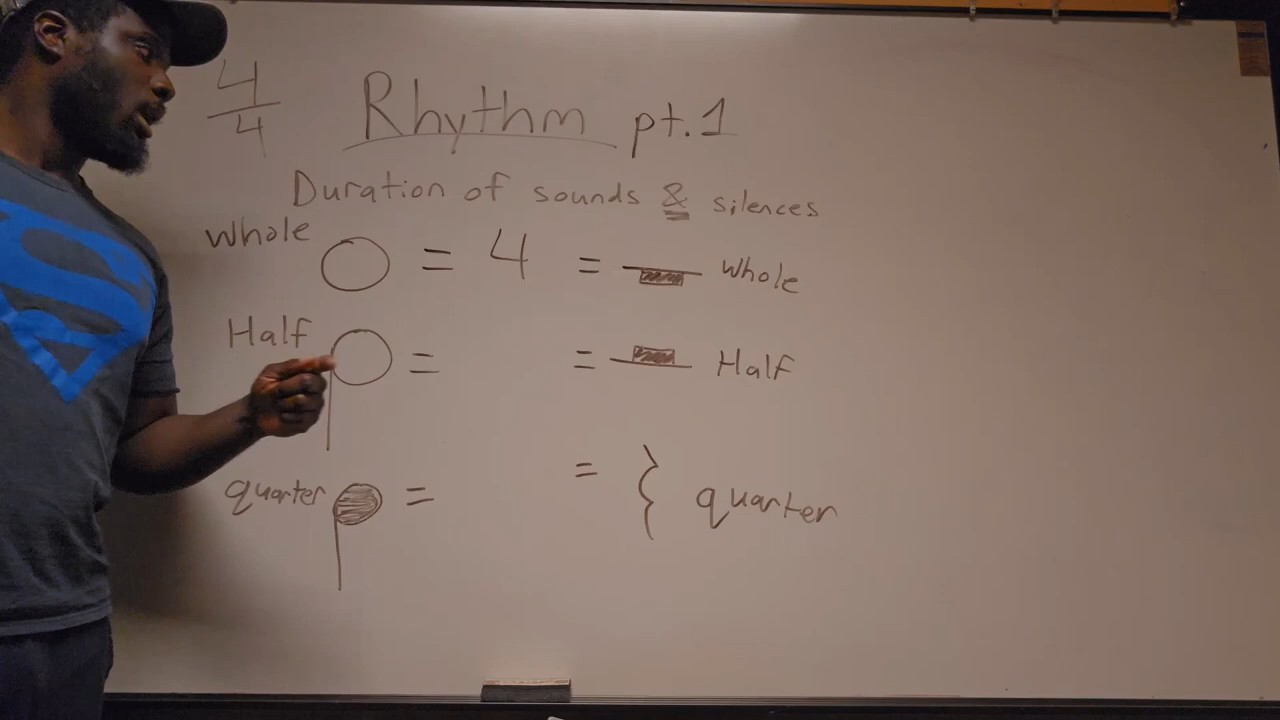 4/4 Rhythm pt.1
Duration of sounds & silences
Whole = 4 = Whole
Half = = Half
quarter = = quarter